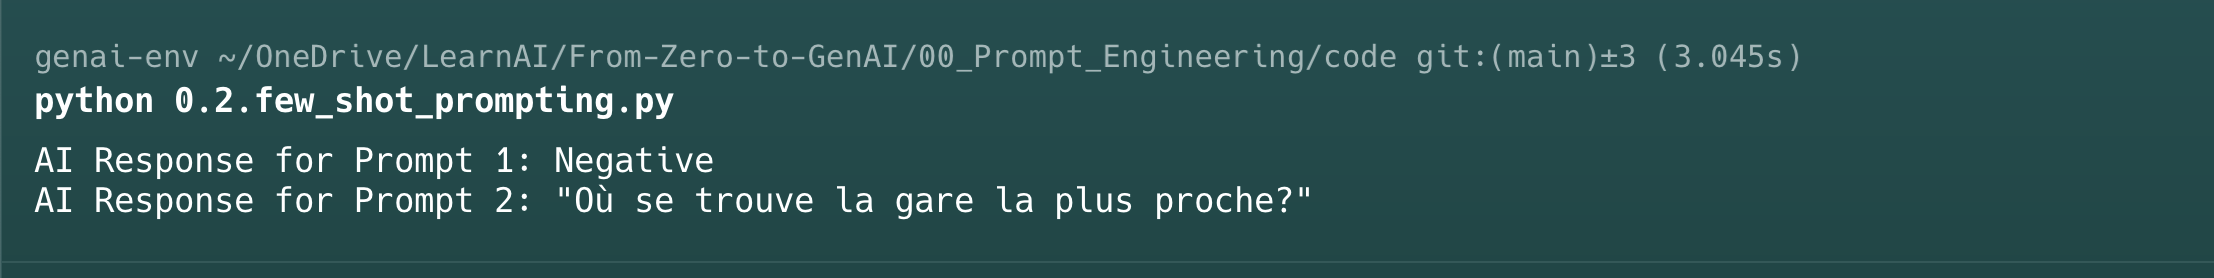 genai-env ~/OneDrive/LearnAI/From-Zero-to-GenAI/00_Prompt_Engineering/code git:(main)±3 (3.045s)
python 0.2.few_shot_prompting.py
AI Response for Prompt 1: Negative
AI Response for Prompt 2: "Où se trouve la gare la plus proche?"